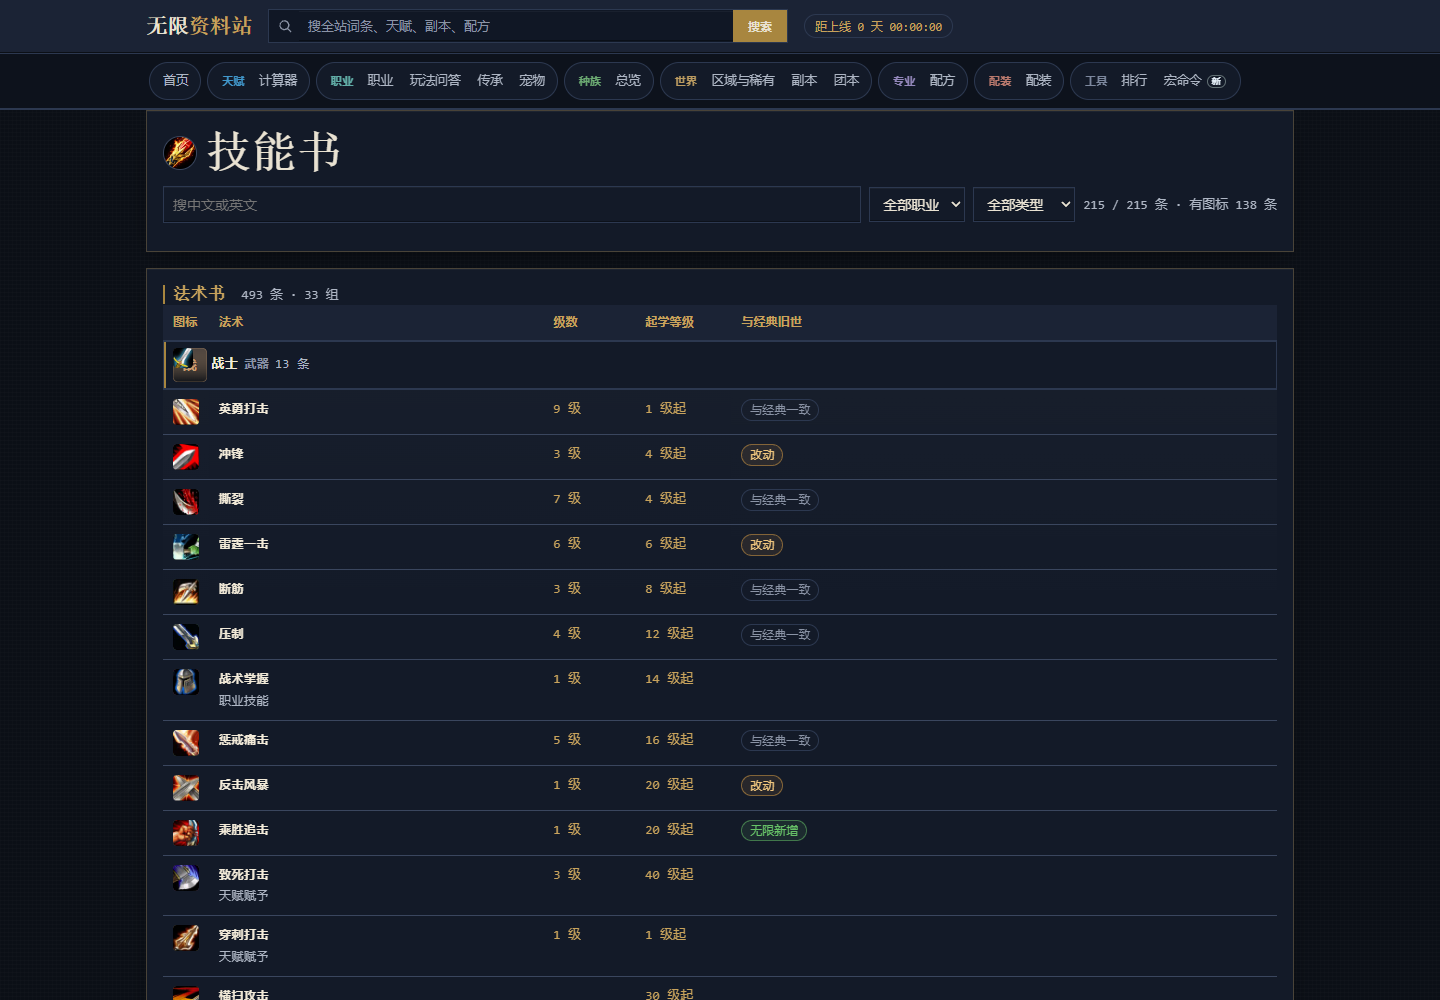 无限资料站
搜全站词条、天赋、副本、配方
搜索
距上线 0 天 00:00:00
首页 天赋 计算器 职业 职业 玩法问答 传承 宠物 种族 总览 世界 区域与稀有 副本 团本 专业 配方 配装 配装 工具 排行 宏命令 新
技能书
搜中文或英文 全部职业 全部类型 215 / 215 条 · 有图标 138 条
法术书 493 条 · 33 组
图标 法术 级数 起学等级 与经典旧世
战士 武器 13 条
英勇打击 9 级 1 级起 与经典一致
冲锋 3 级 4 级起 改动
撕裂 7 级 4 级起 与经典一致
雷霆一击 6 级 6 级起 改动
断筋 3 级 8 级起 与经典一致
压制 4 级 12 级起 与经典一致
战术掌握 1 级 14 级起
职业技能
惩戒痛击 5 级 16 级起 与经典一致
反击风暴 1 级 20 级起 改动
乘胜追击 1 级 20 级起 无限新增
致死打击 3 级 40 级起
天赋赋予
穿刺打击 1 级 1 级起
天赋赋予
横扫攻击 30 级起